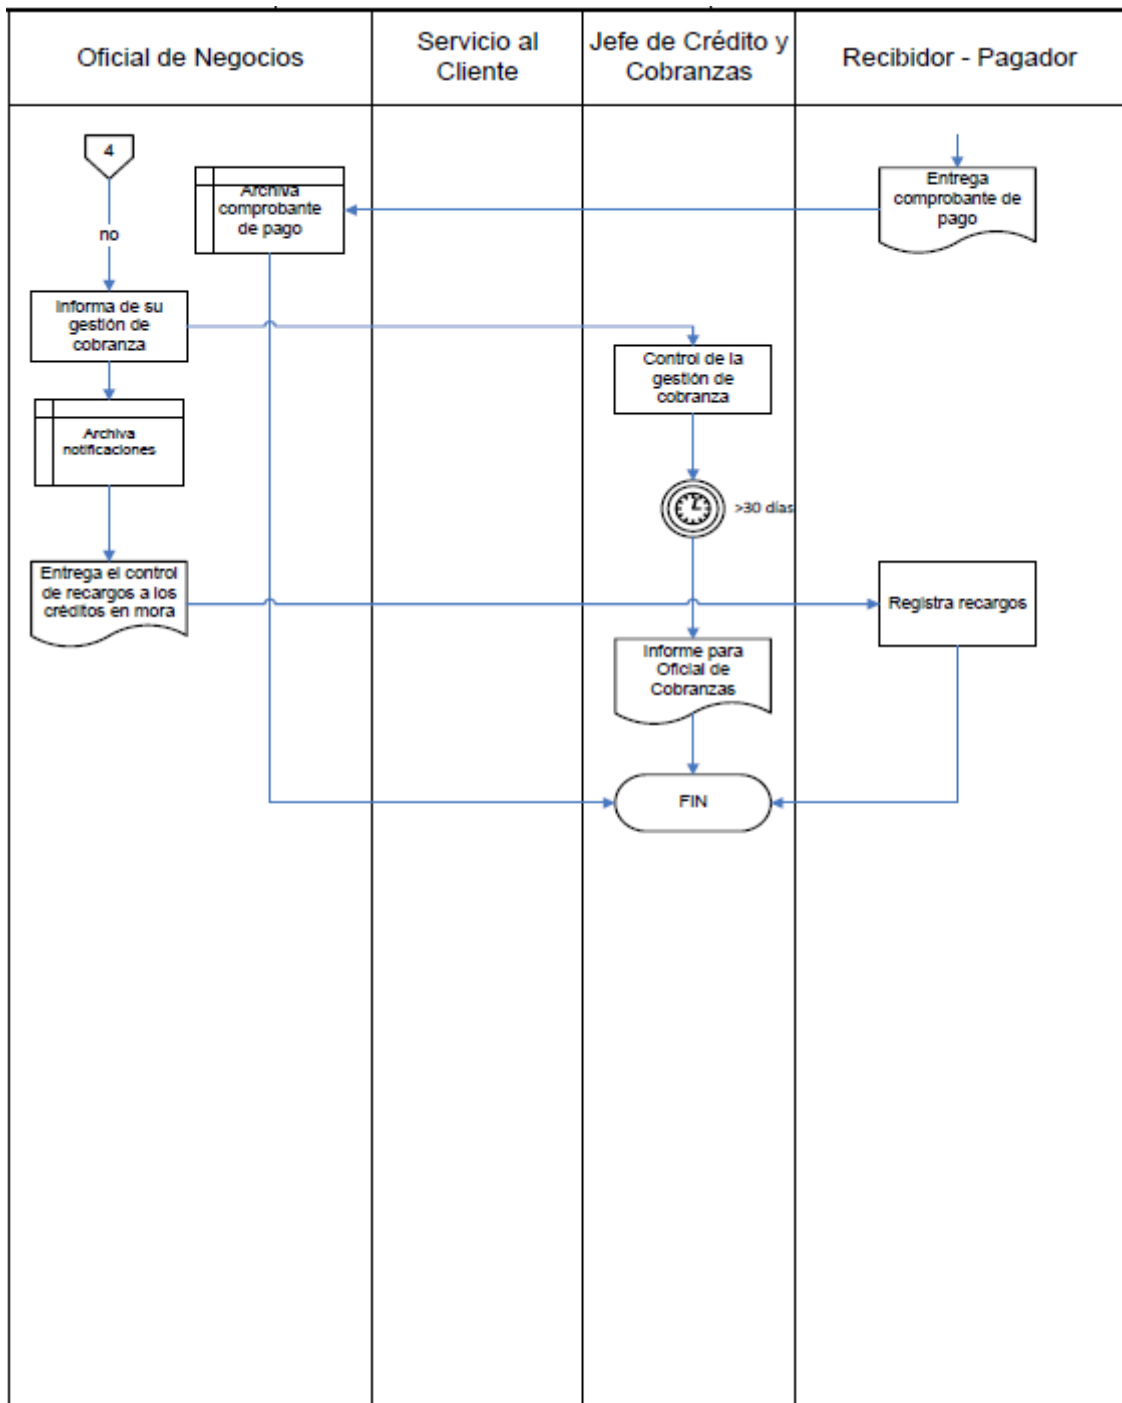 Oficial de Negocios
Servicio al
Cliente
Jefe de Crédito y
Cobranzas
Recibidor - Pagador
4
no
Archiva
comprobante
de pago
Entrega
comprobante de
pago
Informa de su
gestión de
cobranza
Control de la
gestión de
cobranza
Archiva
notificaciones
>30 días
Entrega el control
de recargos a los
créditos en mora
Registra recargos
Informe para
Oficial de
Cobranzas
FIN